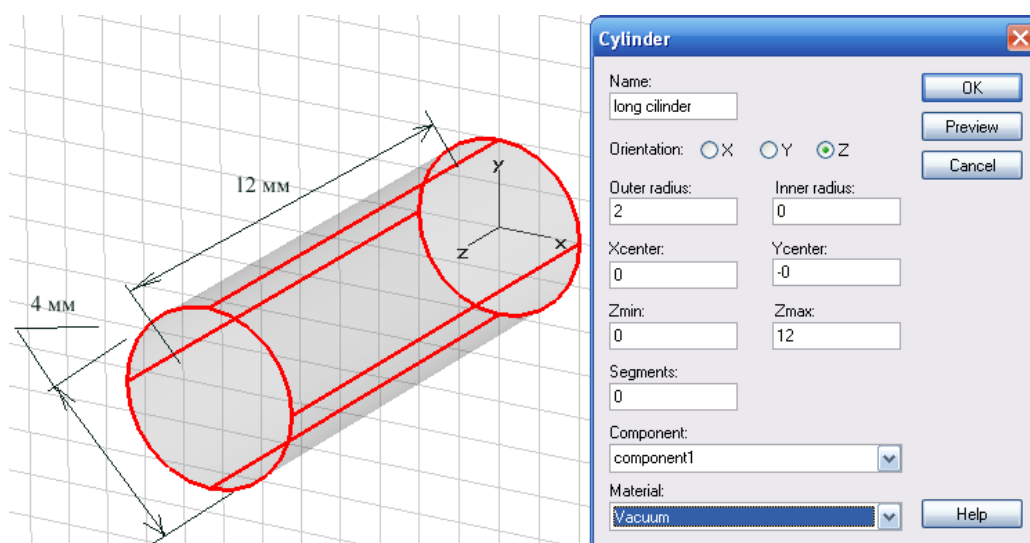 12 мм
4 мм
y
z
x
Cylinder
Name:
long cilinder
OK
Preview
Orientation: X Y Z
Cancel
Outer radius: Inner radius:
2 0
Xcenter: Ycenter:
0 -0
Zmin: Zmax:
0 12
Segments:
0
Component:
component1
Material:
Vacuum
Help